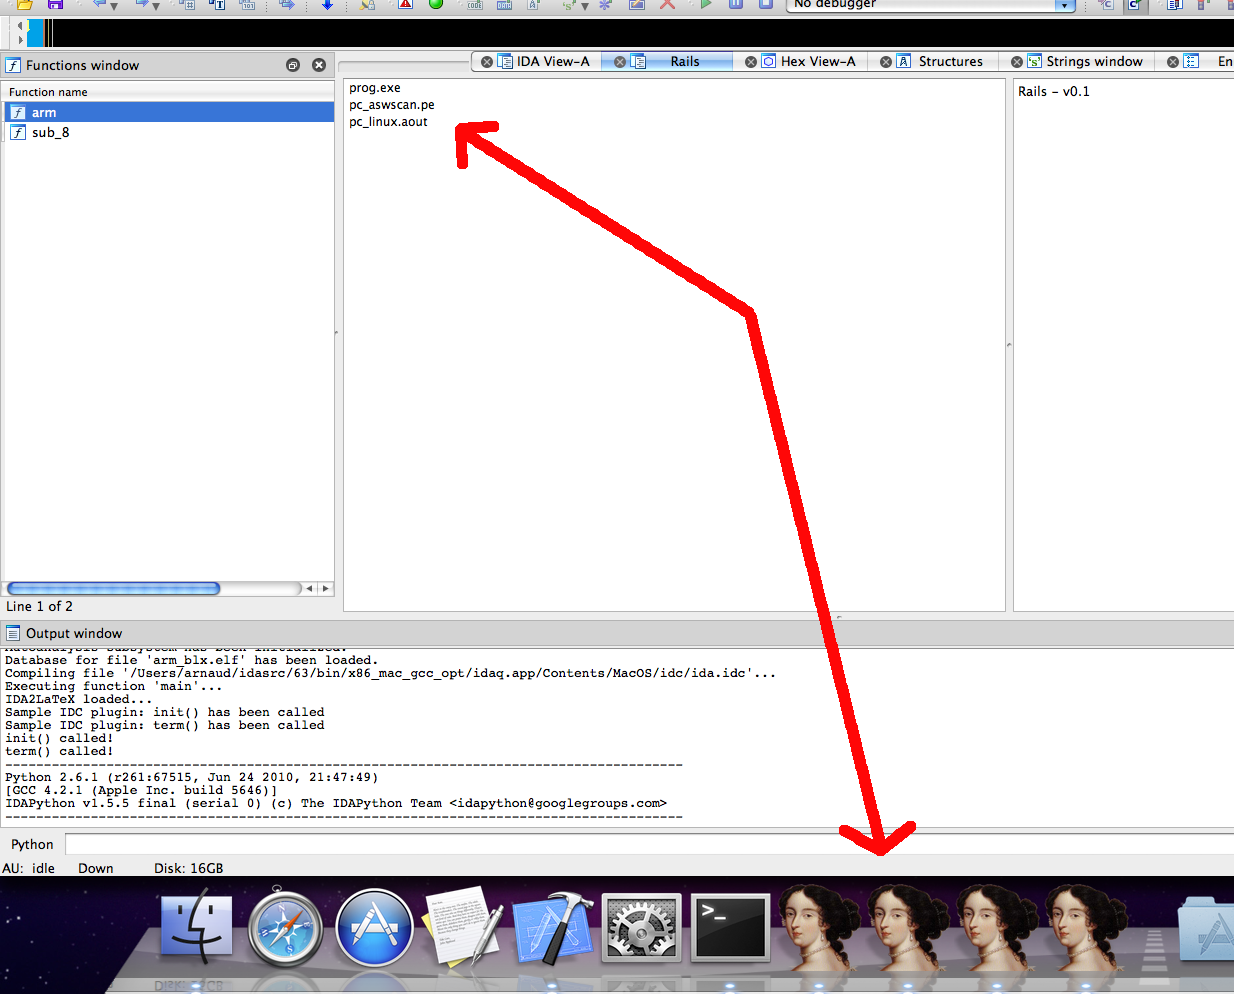 No debugger
Functions window
IDA View-A
Rails
Hex View-A
Structures
Strings window
En
Function name
arm
sub_8
prog.exe
pc_aswscan.pe
pc_linux.aout
Rails - v0.1
Line 1 of 2
Output window
Autoanalysis subsystem has been initialized.
Database for file 'arm_blx.elf' has been loaded.
Compiling file '/Users/arnaud/idasrc/63/bin/x86_mac_gcc_opt/idaq.app/Contents/MacOS/idc/ida.idc'...
Executing function 'main'...
IDA2LaTeX loaded...
Sample IDC plugin: init() has been called
Sample IDC plugin: term() has been called
init() called!
term() called!
---------------------------------------------------------------------------------------
Python 2.6.1 (r261:67515, Jun 24 2010, 21:47:49)
[GCC 4.2.1 (Apple Inc. build 5646)]
IDAPython v1.5.5 final (serial 0) (c) The IDAPython Team <idapython@googlegroups.com>
---------------------------------------------------------------------------------------
Python
AU: idle Down Disk: 16GB
>_